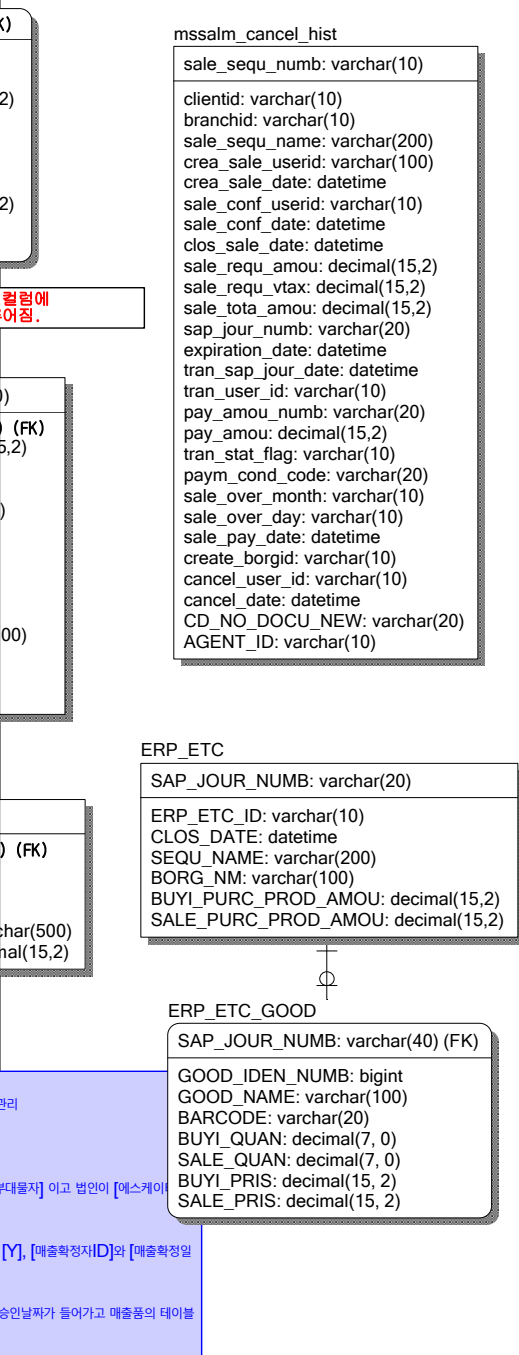 K)
2)
2)
컬럼에
어짐.
)
) (FK)
5,2)
)
00)
) (FK)
char(500)
nal(15,2)
mssalm_cancel_hist
sale_sequ_numb: varchar(10)
clientid: varchar(10)
branchid: varchar(10)
sale_sequ_name: varchar(200)
crea_sale_userid: varchar(100)
crea_sale_date: datetime
sale_conf_userid: varchar(10)
sale_conf_date: datetime
clos_sale_date: datetime
sale_requ_amou: decimal(15,2)
sale_requ_vtax: decimal(15,2)
sale_tota_amou: decimal(15,2)
sap_jour_numb: varchar(20)
expiration_date: datetime
tran_sap_jour_date: datetime
tran_user_id: varchar(10)
pay_amou_numb: varchar(20)
pay_amou: decimal(15,2)
tran_stat_flag: varchar(10)
paym_cond_code: varchar(20)
sale_over_month: varchar(10)
sale_over_day: varchar(10)
sale_pay_date: datetime
create_borgid: varchar(10)
cancel_user_id: varchar(10)
cancel_date: datetime
CD_NO_DOCU_NEW: varchar(20)
AGENT_ID: varchar(10)
ERP_ETC
SAP_JOUR_NUMB: varchar(20)
ERP_ETC_ID: varchar(10)
CLOS_DATE: datetime
SEQU_NAME: varchar(200)
BORG_NM: varchar(100)
BUYI_PURC_PROD_AMOU: decimal(15,2)
SALE_PURC_PROD_AMOU: decimal(15,2)
ERP_ETC_GOOD
SAP_JOUR_NUMB: varchar(40) (FK)
GOOD_IDEN_NUMB: bigint
GOOD_NAME: varchar(100)
BARCODE: varchar(20)
BUYI_QUAN: decimal(7, 0)
SALE_QUAN: decimal(7, 0)
BUYI_PRIS: decimal(15, 2)
SALE_PRIS: decimal(15, 2)
관리
부대물자] 이고 법인이 [에스케이
[Y], [매출확정자ID]와 [매출확정일
승인날짜가 들어가고 매출품의 테이블